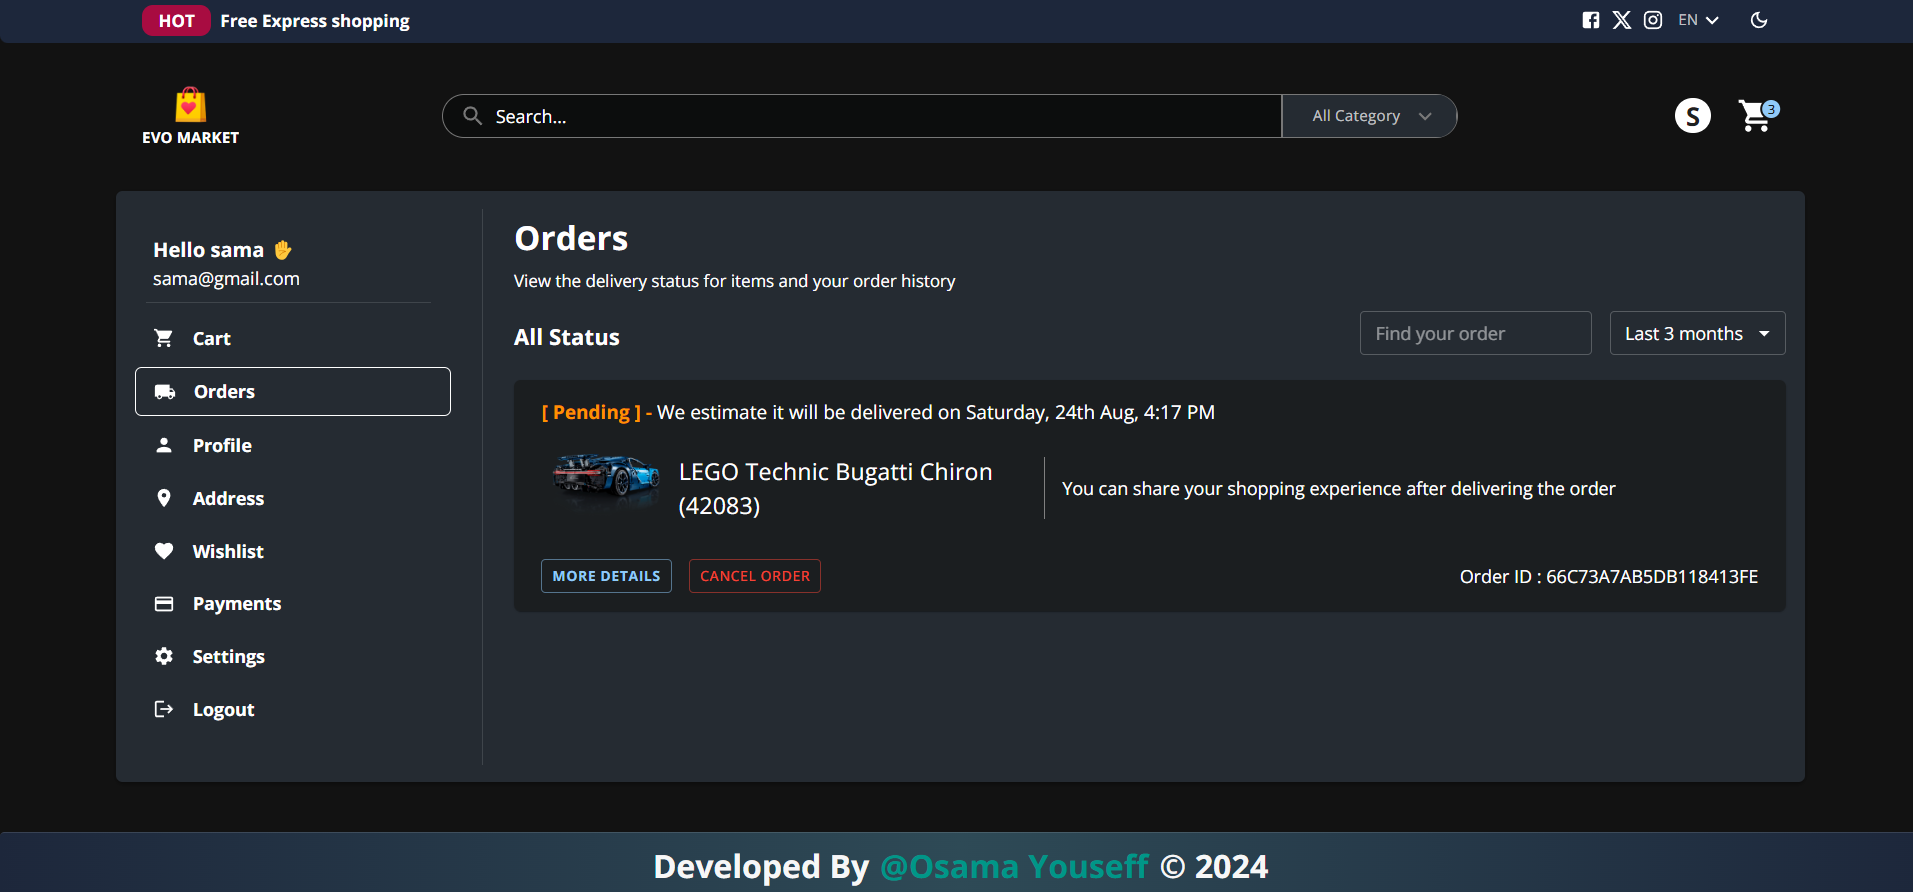 HOT Free Express shopping
EN
EVO MARKET
Search...
All Category
S
3
Hello sama
sama@gmail.com
Cart
Orders
Profile
Address
Wishlist
Payments
Settings
Logout
Orders
View the delivery status for items and your order history
All Status
Find your order
Last 3 months
[ Pending ] - We estimate it will be delivered on Saturday, 24th Aug, 4:17 PM
LEGO Technic Bugatti Chiron
(42083)
You can share your shopping experience after delivering the order
MORE DETAILS
CANCEL ORDER
Order ID : 66C73A7AB5DB118413FE
Developed By @Osama Youseff © 2024